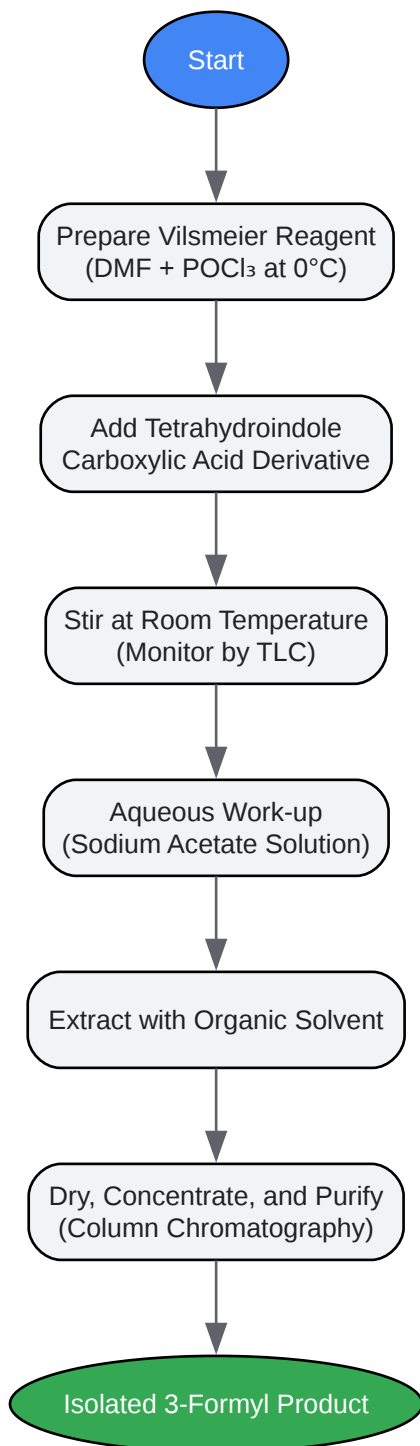 Start
Prepare Vilsmeier Reagent
(DMF + POCl₃ at 0°C)
Add Tetrahydroindole
Carboxylic Acid Derivative
Stir at Room Temperature
(Monitor by TLC)
Aqueous Work-up
(Sodium Acetate Solution)
Extract with Organic Solvent
Dry, Concentrate, and Purify
(Column Chromatography)
Isolated 3-Formyl Product